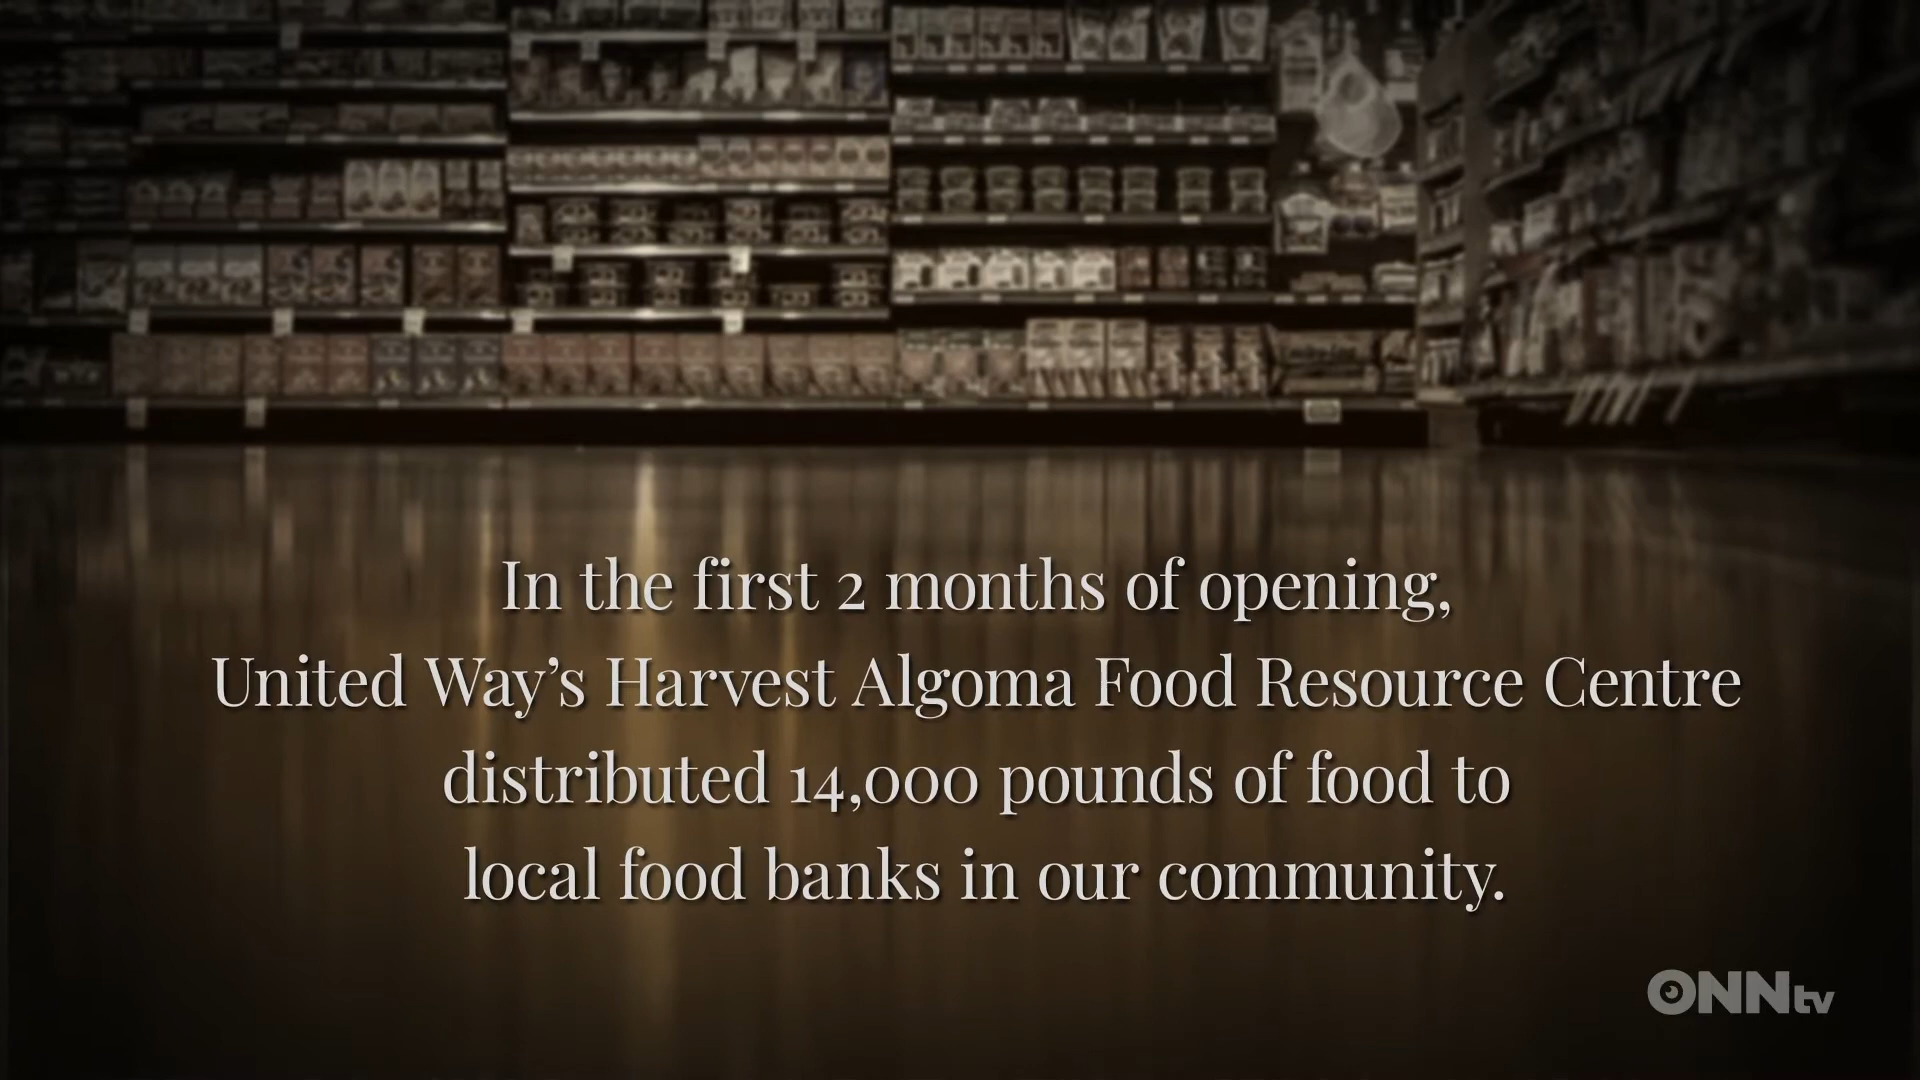 In the first 2 months of opening,
United Way’s Harvest Algoma Food Resource Centre
distributed 14,000 pounds of food to
local food banks in our community.
ONNtv